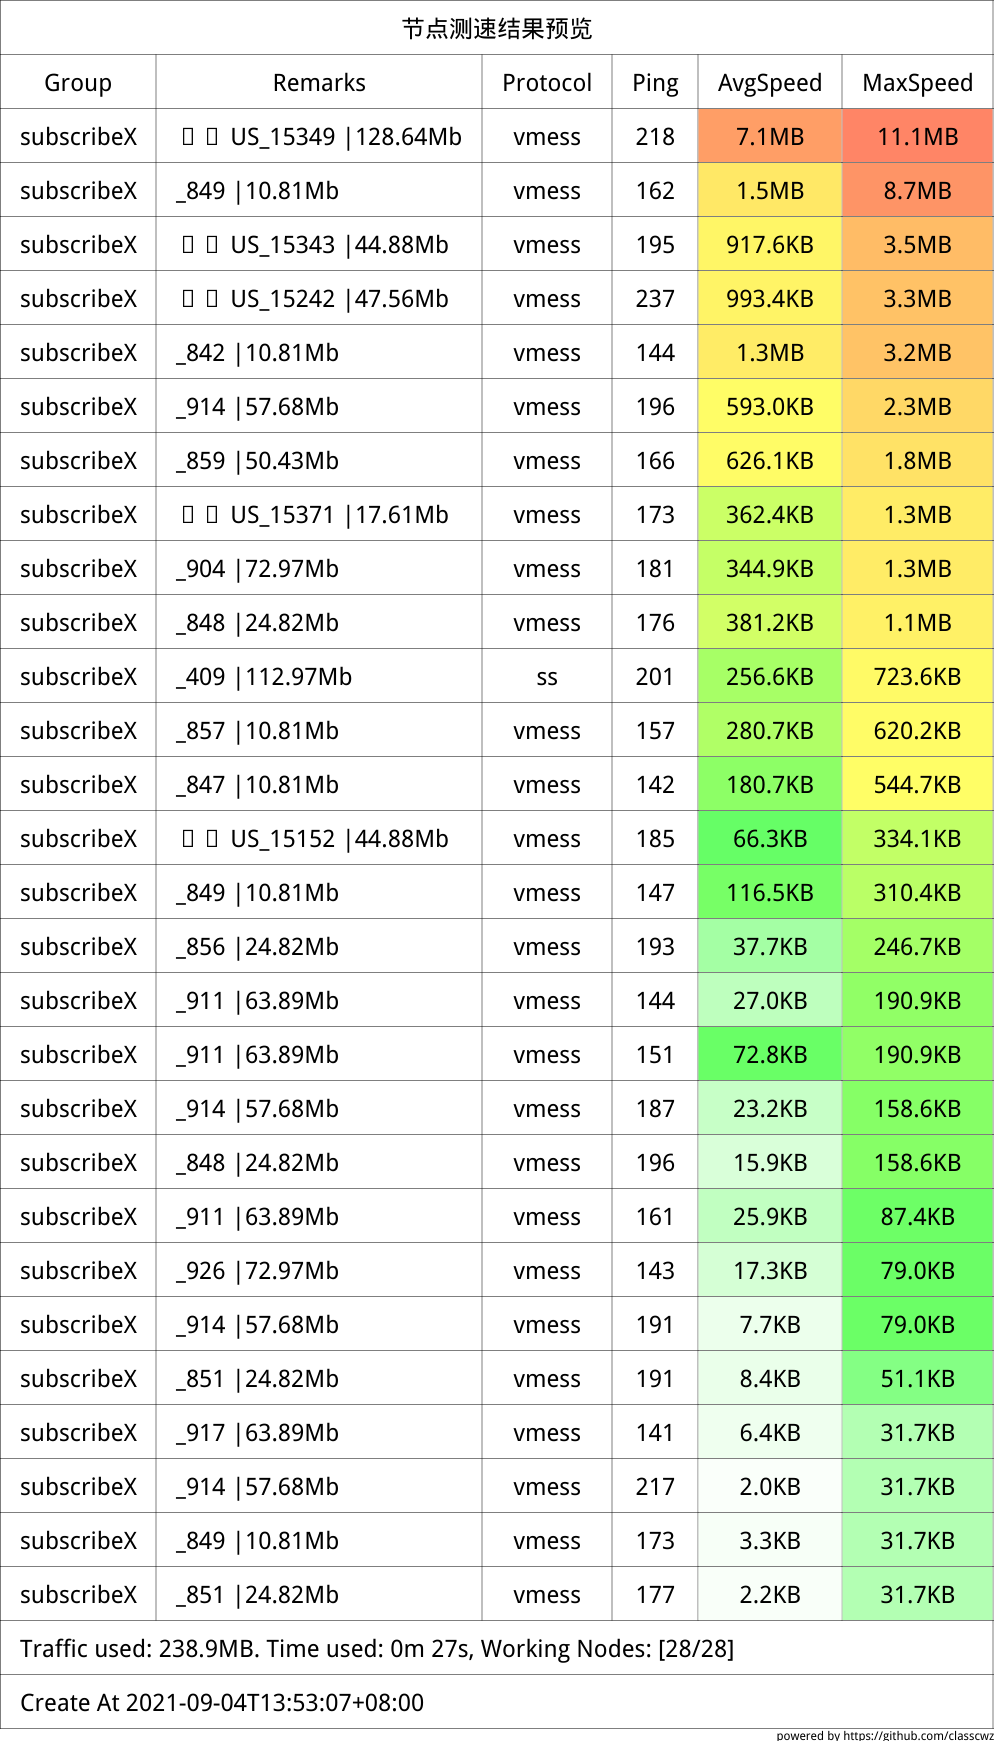 节点测速结果预览
Group Remarks Protocol Ping AvgSpeed MaxSpeed
subscribeX US_15349 |128.64Mb vmess 218 7.1MB 11.1MB
subscribeX _849 |10.81Mb vmess 162 1.5MB 8.7MB
subscribeX US_15343 |44.88Mb vmess 195 917.6KB 3.5MB
subscribeX US_15242 |47.56Mb vmess 237 993.4KB 3.3MB
subscribeX _842 |10.81Mb vmess 144 1.3MB 3.2MB
subscribeX _914 |57.68Mb vmess 196 593.0KB 2.3MB
subscribeX _859 |50.43Mb vmess 166 626.1KB 1.8MB
subscribeX US_15371 |17.61Mb vmess 173 362.4KB 1.3MB
subscribeX _904 |72.97Mb vmess 181 344.9KB 1.3MB
subscribeX _848 |24.82Mb vmess 176 381.2KB 1.1MB
subscribeX _409 |112.97Mb ss 201 256.6KB 723.6KB
subscribeX _857 |10.81Mb vmess 157 280.7KB 620.2KB
subscribeX _847 |10.81Mb vmess 142 180.7KB 544.7KB
subscribeX US_15152 |44.88Mb vmess 185 66.3KB 334.1KB
subscribeX _849 |10.81Mb vmess 147 116.5KB 310.4KB
subscribeX _856 |24.82Mb vmess 193 37.7KB 246.7KB
subscribeX _911 |63.89Mb vmess 144 27.0KB 190.9KB
subscribeX _911 |63.89Mb vmess 151 72.8KB 190.9KB
subscribeX _914 |57.68Mb vmess 187 23.2KB 158.6KB
subscribeX _848 |24.82Mb vmess 196 15.9KB 158.6KB
subscribeX _911 |63.89Mb vmess 161 25.9KB 87.4KB
subscribeX _926 |72.97Mb vmess 143 17.3KB 79.0KB
subscribeX _914 |57.68Mb vmess 191 7.7KB 79.0KB
subscribeX _851 |24.82Mb vmess 191 8.4KB 51.1KB
subscribeX _917 |63.89Mb vmess 141 6.4KB 31.7KB
subscribeX _914 |57.68Mb vmess 217 2.0KB 31.7KB
subscribeX _849 |10.81Mb vmess 173 3.3KB 31.7KB
subscribeX _851 |24.82Mb vmess 177 2.2KB 31.7KB
Traffic used: 238.9MB. Time used: 0m 27s, Working Nodes: [28/28]
Create At 2021-09-04T13:53:07+08:00
powered by https://github.com/classcwz